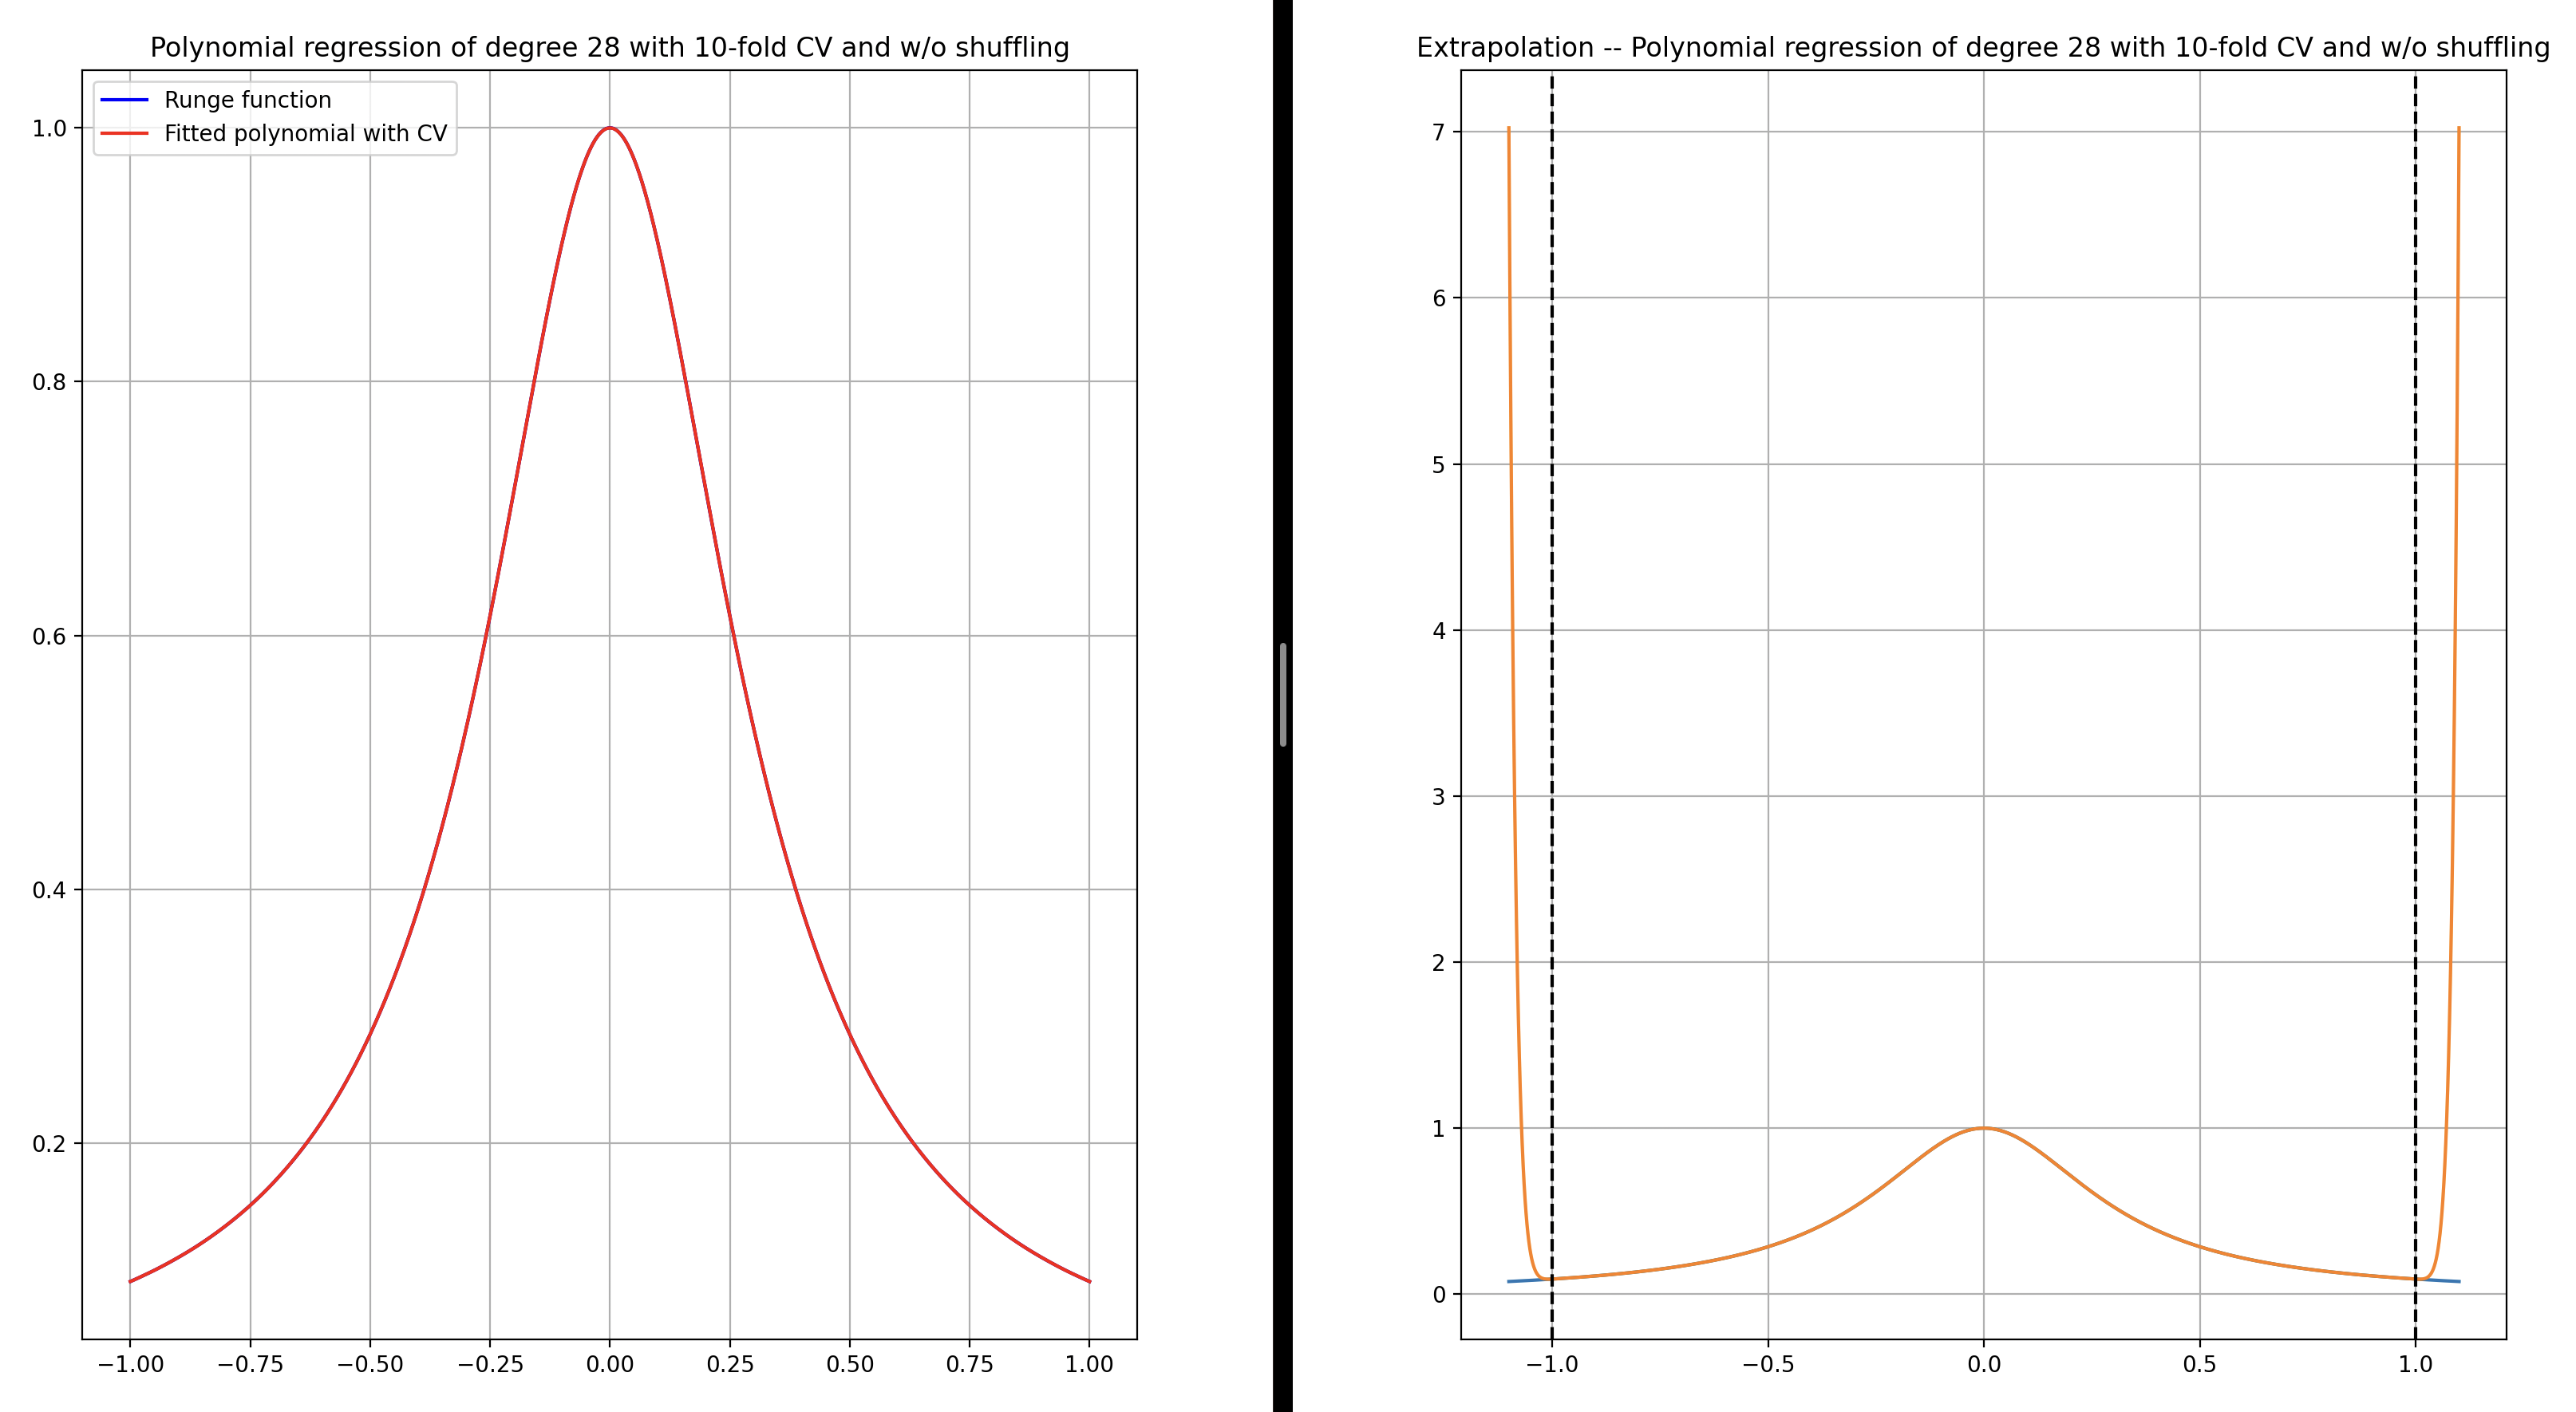 Polynomial regression of degree 28 with 10-fold CV and w/o shuffling
Runge function
Fitted polynomial with CV
1.0
0.8
0.6
0.4
0.2
−1.00 −0.75 −0.50 −0.25 0.00 0.25 0.50 0.75 1.00
Extrapolation -- Polynomial regression of degree 28 with 10-fold CV and w/o shuffling
7
6
5
4
3
2
1
0
−1.0 −0.5 0.0 0.5 1.0